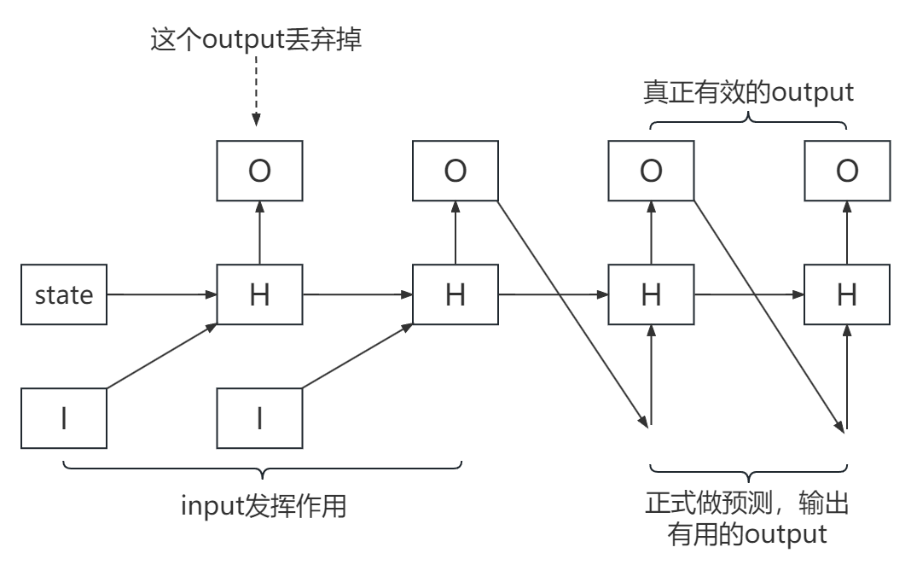 这个output丢弃掉
真正有效的output
O
O
O
O
state
H
H
H
H
I
I
input发挥作用
正式做预测，输出
有用的output